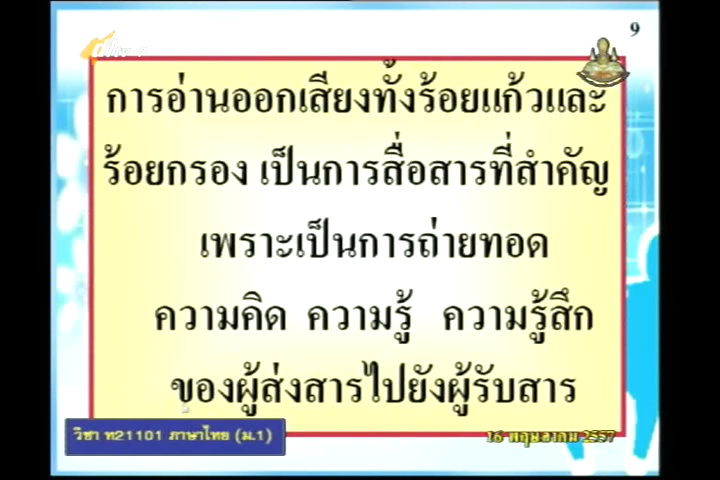 9
การอ่านออกเสียงทั้งร้อยแก้วและ
ร้อยกรอง เป็นการสื่อสารที่สำคัญ
เพราะเป็นการถ่ายทอด
ความคิด ความรู้ ความรู้สึก
ของผู้ส่งสารไปยังผู้รับสาร
วิชา ท21101 ภาษาไทย (ม.1)
16 พฤษภาคม 2557